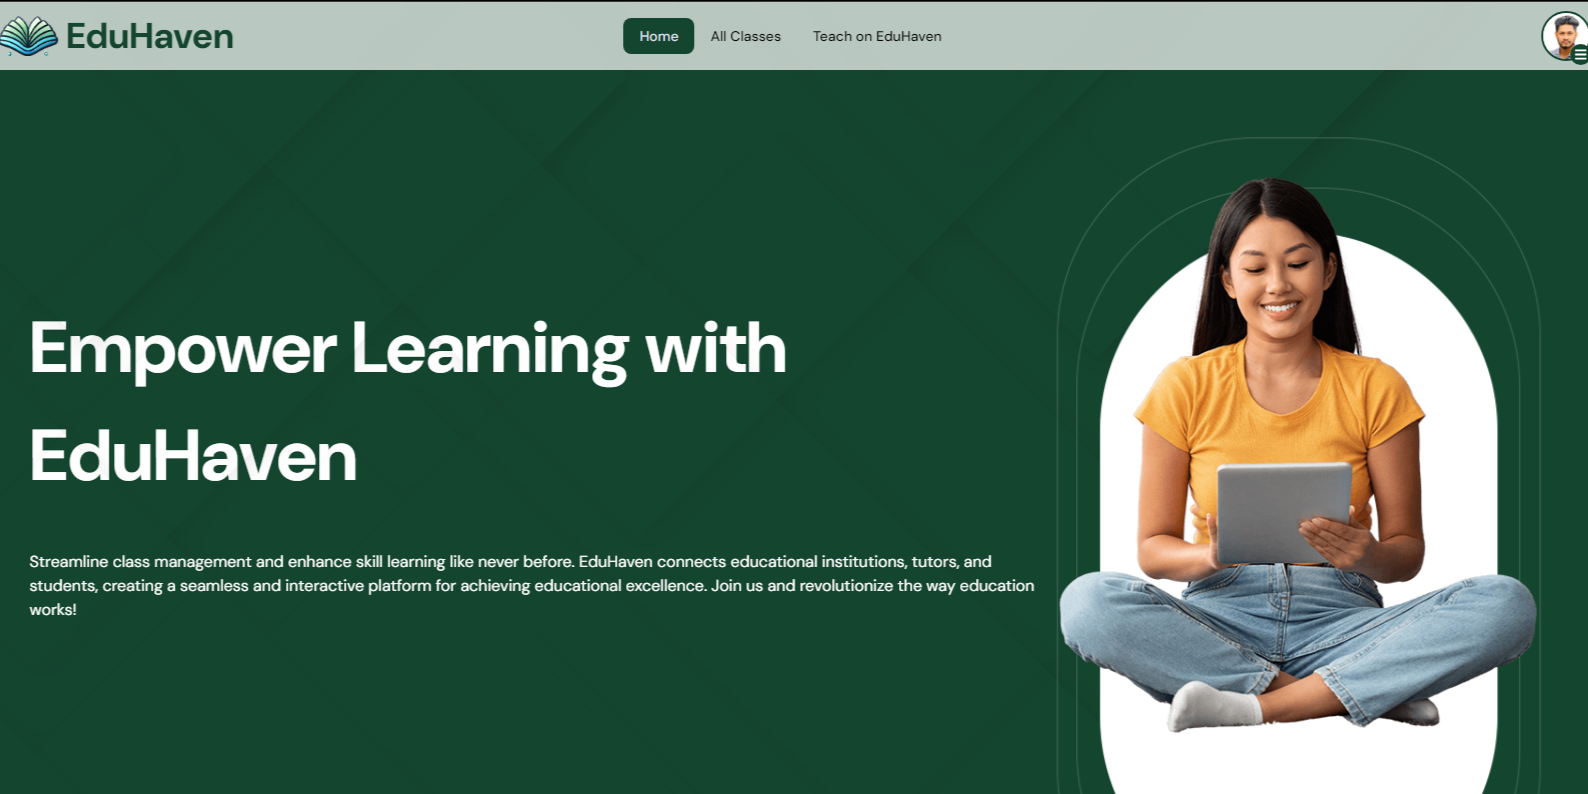 EduHaven
Home
All Classes
Teach on EduHaven
Empower Learning with
EduHaven
Streamline class management and enhance skill learning like never before. EduHaven connects educational institutions, tutors, and
students, creating a seamless and interactive platform for achieving educational excellence. Join us and revolutionize the way education
works!